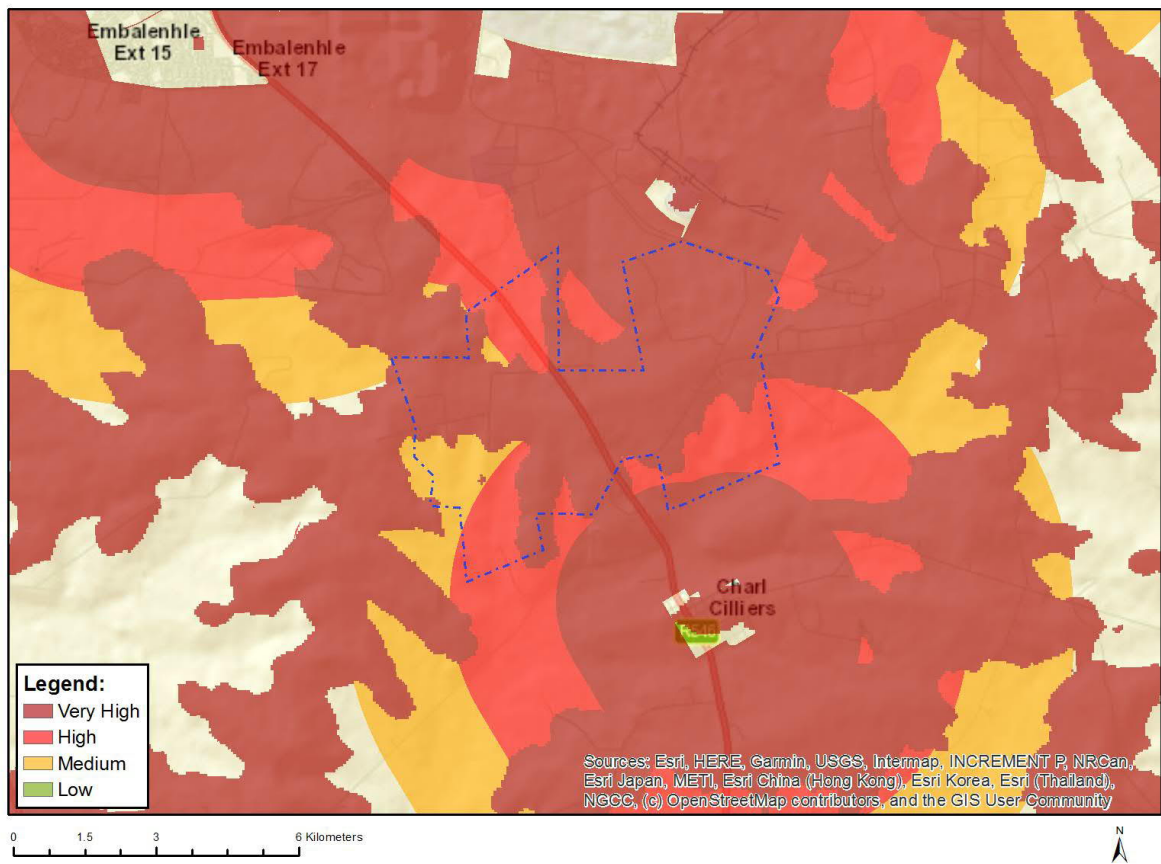 Embalenhle
Ext 15
Embalenhle
Ext 17
Charl
Cilliers
R546
Legend:
Very High
High
Medium
Low
Sources: Esri, HERE, Garmin, USGS, Intermap, INCREMENT P, NRCan,
Esri Japan, METI, Esri China (Hong Kong), Esri Korea, Esri (Thailand),
NGCC, (c) OpenStreetMap contributors, and the GIS User Community
0 1.5 3 6 Kilometers
N